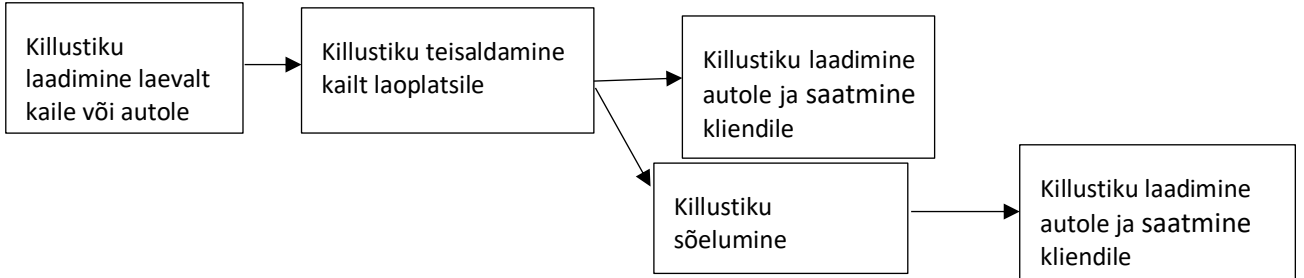 Killustiku
laadimine laevalt
kaile või autole
Killustiku teisaldamine
kailt laoplatsile
Killustiku laadimine
autole ja saatmine
kliendile
Killustiku
sõelumine
Killustiku laadimine
autole ja saatmine
kliendile